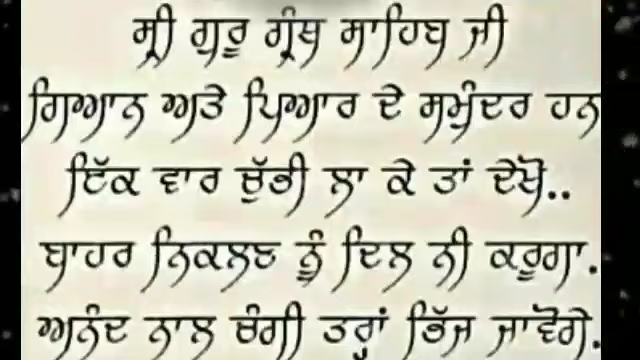 ਸ੍ਰੀ ਗੁਰੂ ਗ੍ਰੰਥ ਸਾਹਿਬ ਜੀ
ਗਿਆਨ ਅਤੇ ਪਿਆਰ ਦੇ ਸਮੁੰਦਰ ਹਨ
ਇੱਕ ਵਾਰ ਚੁੱਭੀ ਲਾ ਕੇ ਤਾਂ ਦੇਖੋ..
ਬਾਹਰ ਨਿਕਲਣ ਨੂੰ ਦਿਲ ਨੀ ਕਰੂਗਾ.
ਅਨੰਦ ਨਾਲ ਚੰਗੀ ਤਰ੍ਹਾਂ ਭਿੱਜ ਜਾਵੋਗੇ.